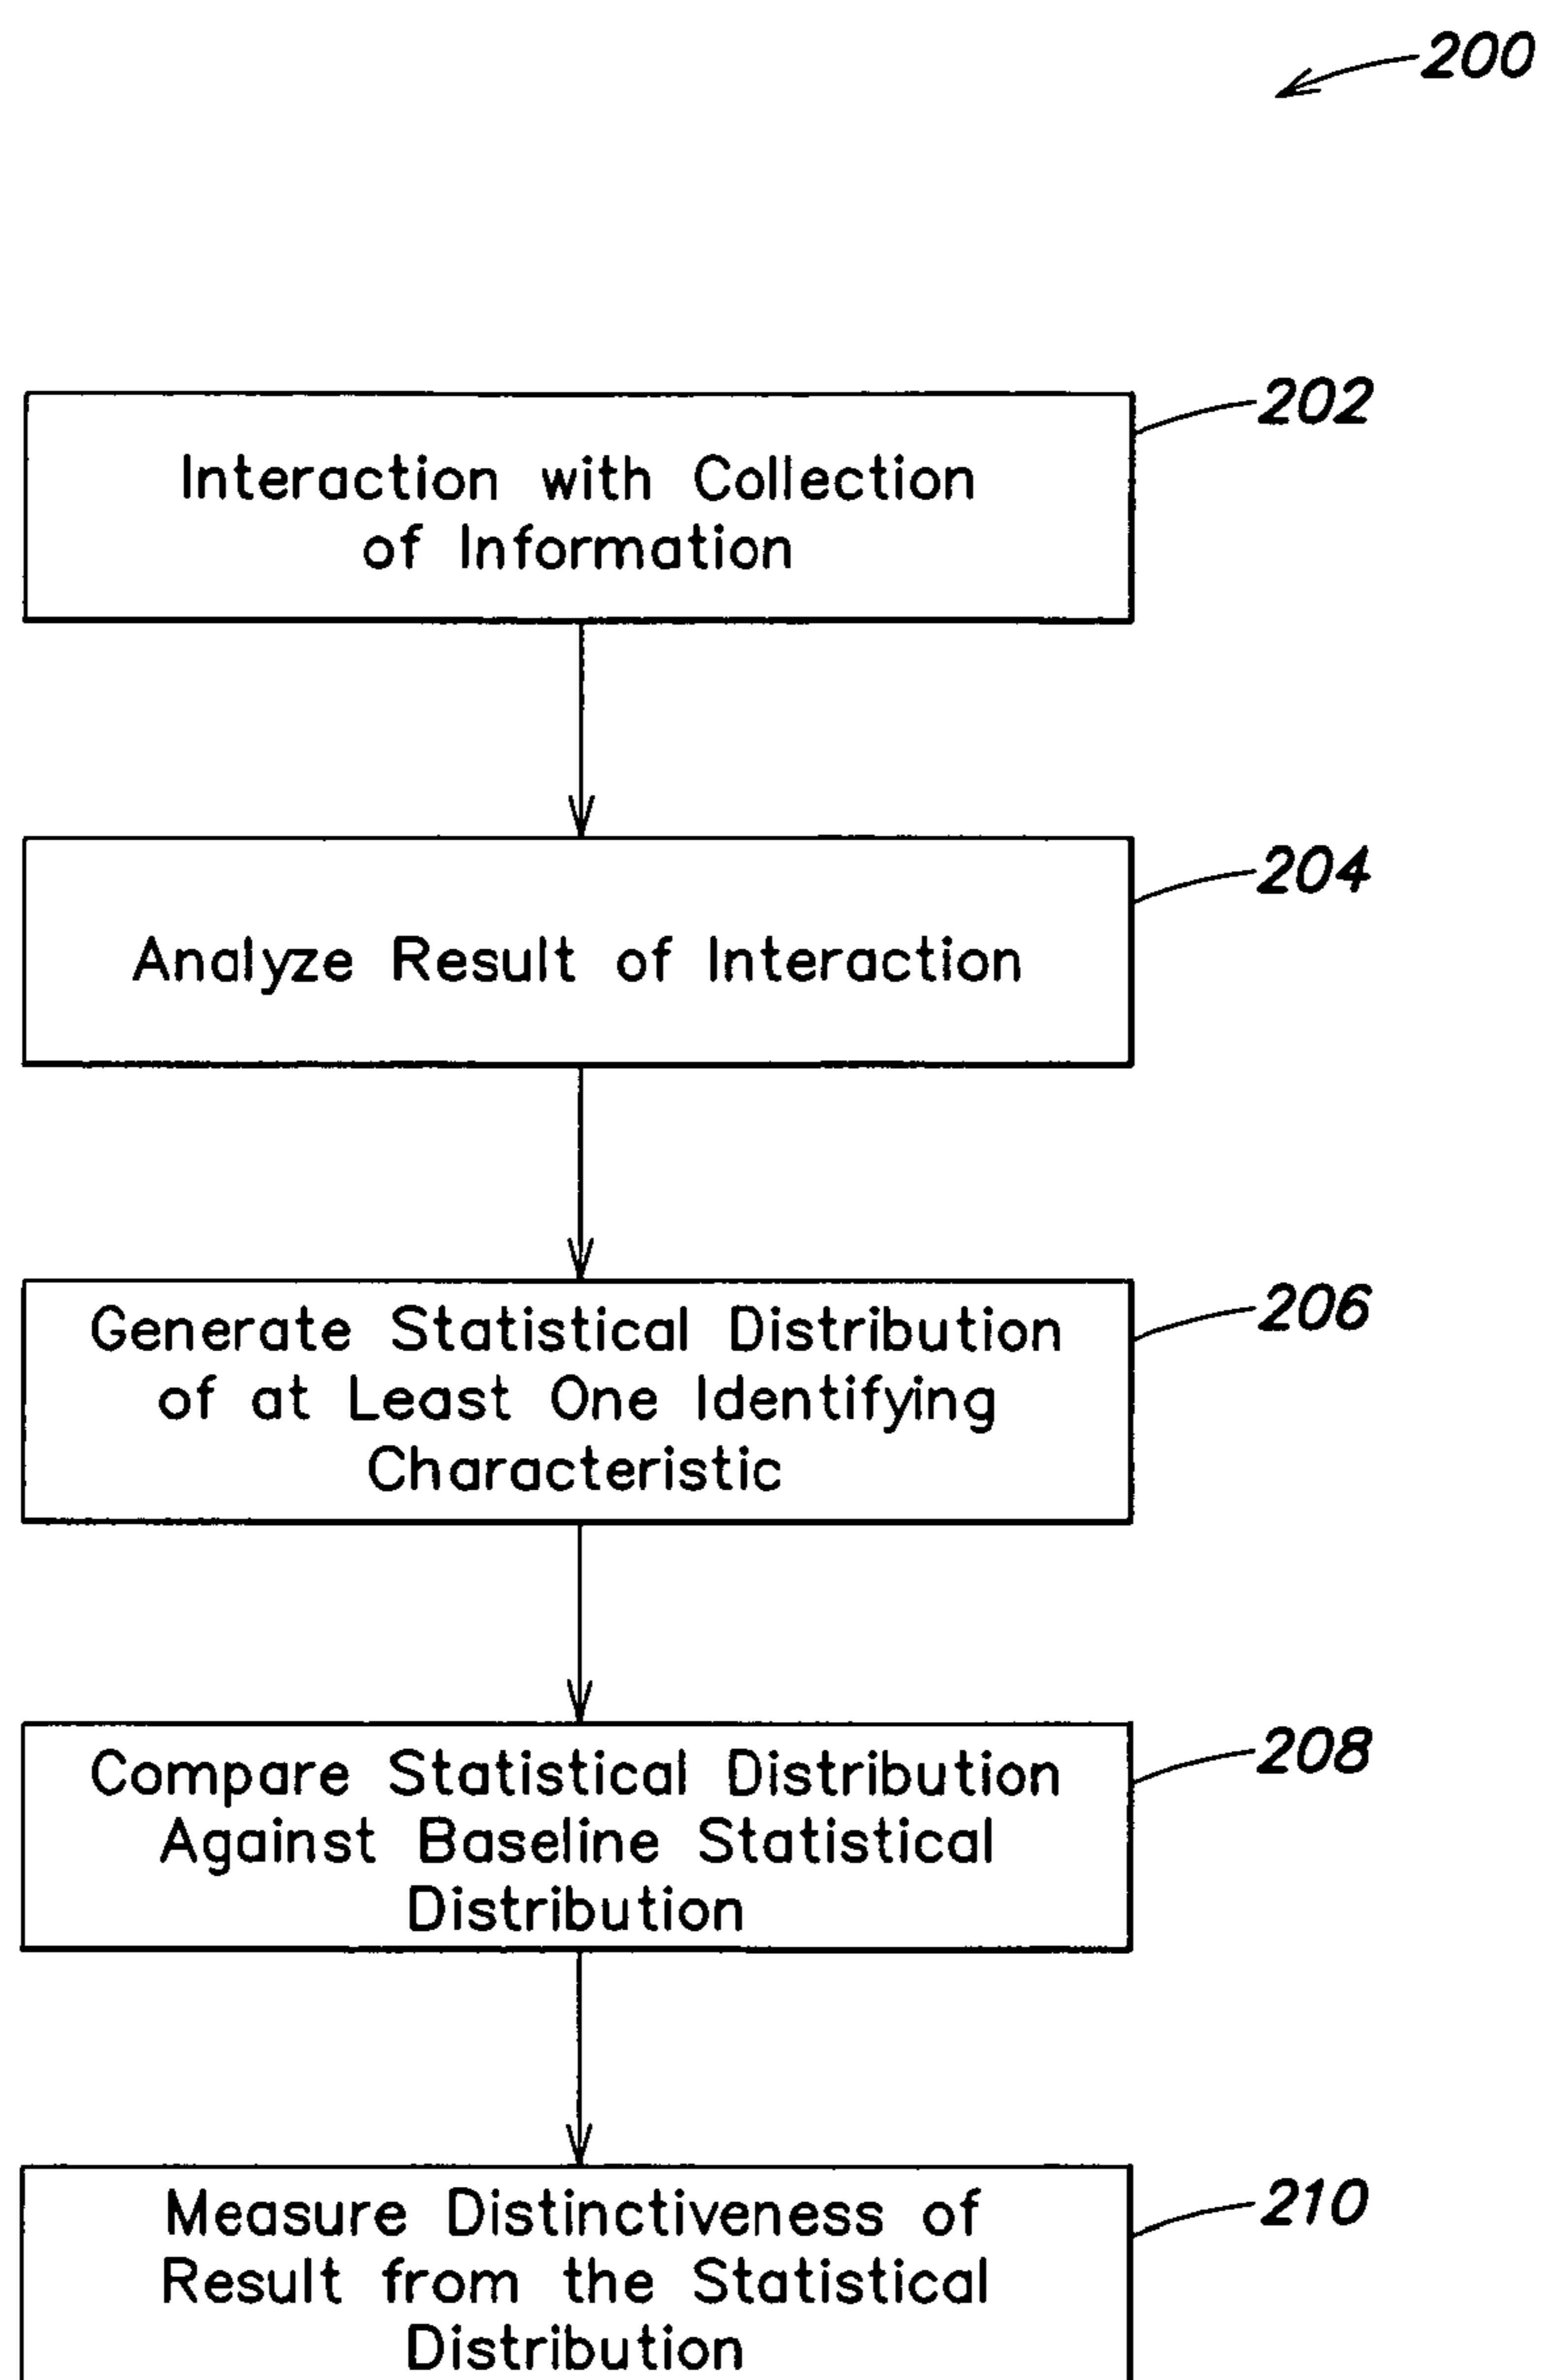 200
202
Interaction with Collection
of Information
204
Analyze Result of Interaction
206
Generate Statistical Distribution
of at Least One Identifying
Characteristic
208
Compare Statistical Distribution
Against Baseline Statistical
Distribution
210
Measure Distinctiveness of
Result from the Statistical
Distribution